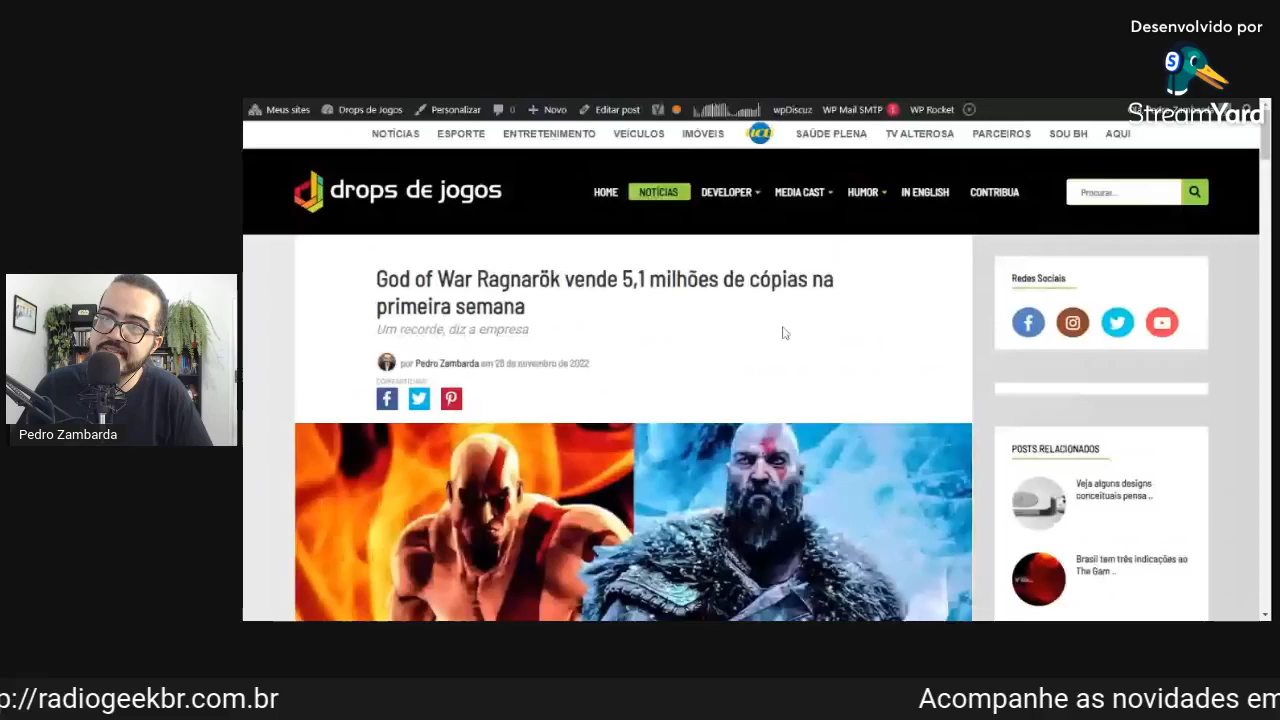 Desenvolvido por
StreamYard
Meus sites Drops de Jogos Personalizar 0 Novo Editar post wpDiscuz WP Mail SMTP 1 WP Rocket
NOTÍCIAS ESPORTE ENTRETENIMENTO VEÍCULOS IMÓVEIS SAÚDE PLENA TV ALTEROSA PARCEIROS SOU BH AQUI
drops de jogos
HOME NOTÍCIAS DEVELOPER MEDIA CAST HUMOR IN ENGLISH CONTRIBUA
Procurar...
God of War Ragnarök vende 5,1 milhões de cópias na
primeira semana
Um recorde, diz a empresa
por Pedro Zambarda em 28 de novembro de 2022
COMPARTILHAR:
Redes Sociais
POSTS RELACIONADOS
Veja alguns designs
conceituais pensa ..
Brasil tem três indicações ao
The Gam ..
Pedro Zambarda
p://radiogeekbr.com.br
Acompanhe as novidades em